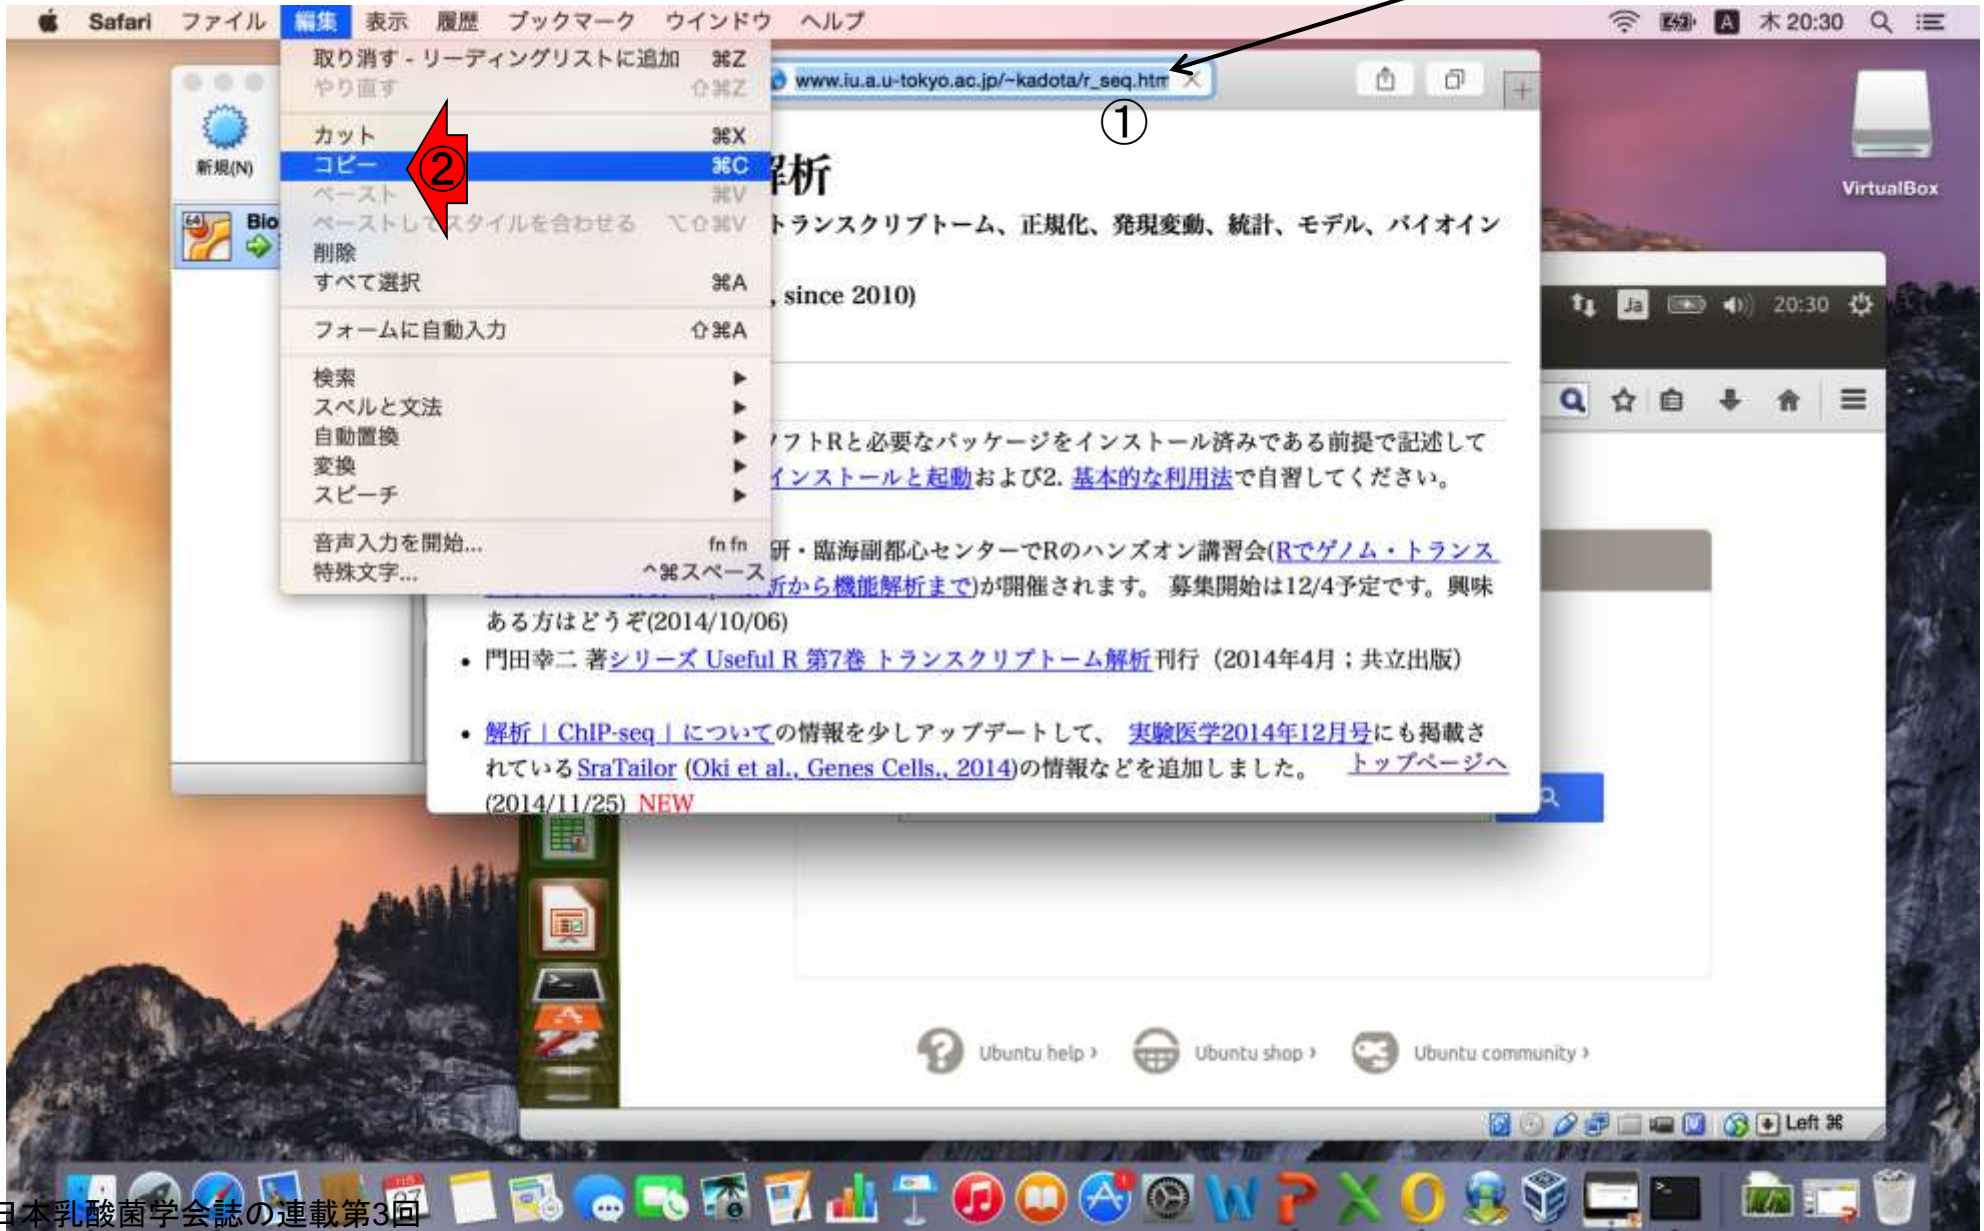 Safari ファイル 編集 表示 履歴 ブックマーク ウインドウ ヘルプ
木 20:30
取り消す - リーディングリストに追加 ⌘Z
やり直す ⇧⌘Z
カット ⌘X
コピー ⌘C
ペースト ⌘V
ペーストしてスタイルを合わせる ⌥⇧⌘V
削除
すべて選択 ⌘A
フォームに自動入力 ⇧⌘A
検索 ▶
スペルと文法 ▶
自動置換 ▶
変換 ▶
スピーチ ▶
音声入力を開始... fn fn
特殊文字... ^⌘スペース
②
新規(N)
64
Bio
www.iu.a.u-tokyo.ac.jp/~kadota/r_seq.htm
①
解析
トランスクリプトーム、正規化、発現変動、統計、モデル、バイオイン
, since 2010)
ソフトRと必要なパッケージをインストール済みである前提で記述して
インストールと起動および2. 基本的な利用法で自習してください。
研・臨海副都心センターでRのハンズオン講習会(Rでゲノム・トランス
析から機能解析まで)が開催されます。 募集開始は12/4予定です。興味
ある方はどうぞ(2014/10/06)
• 門田幸二 著シリーズ Useful R 第7巻 トランスクリプトーム解析刊行（2014年4月；共立出版）
• 解析 | ChIP-seq | についての情報を少しアップデートして、 実験医学2014年12月号にも掲載さ
れているSraTailor (Oki et al., Genes Cells., 2014)の情報などを追加しました。
トップページへ
(2014/11/25) NEW
VirtualBox
Ja 20:30
Ubuntu help ›
Ubuntu shop ›
Ubuntu community ›
Left ⌘
日本乳酸菌学会誌の連載第3回